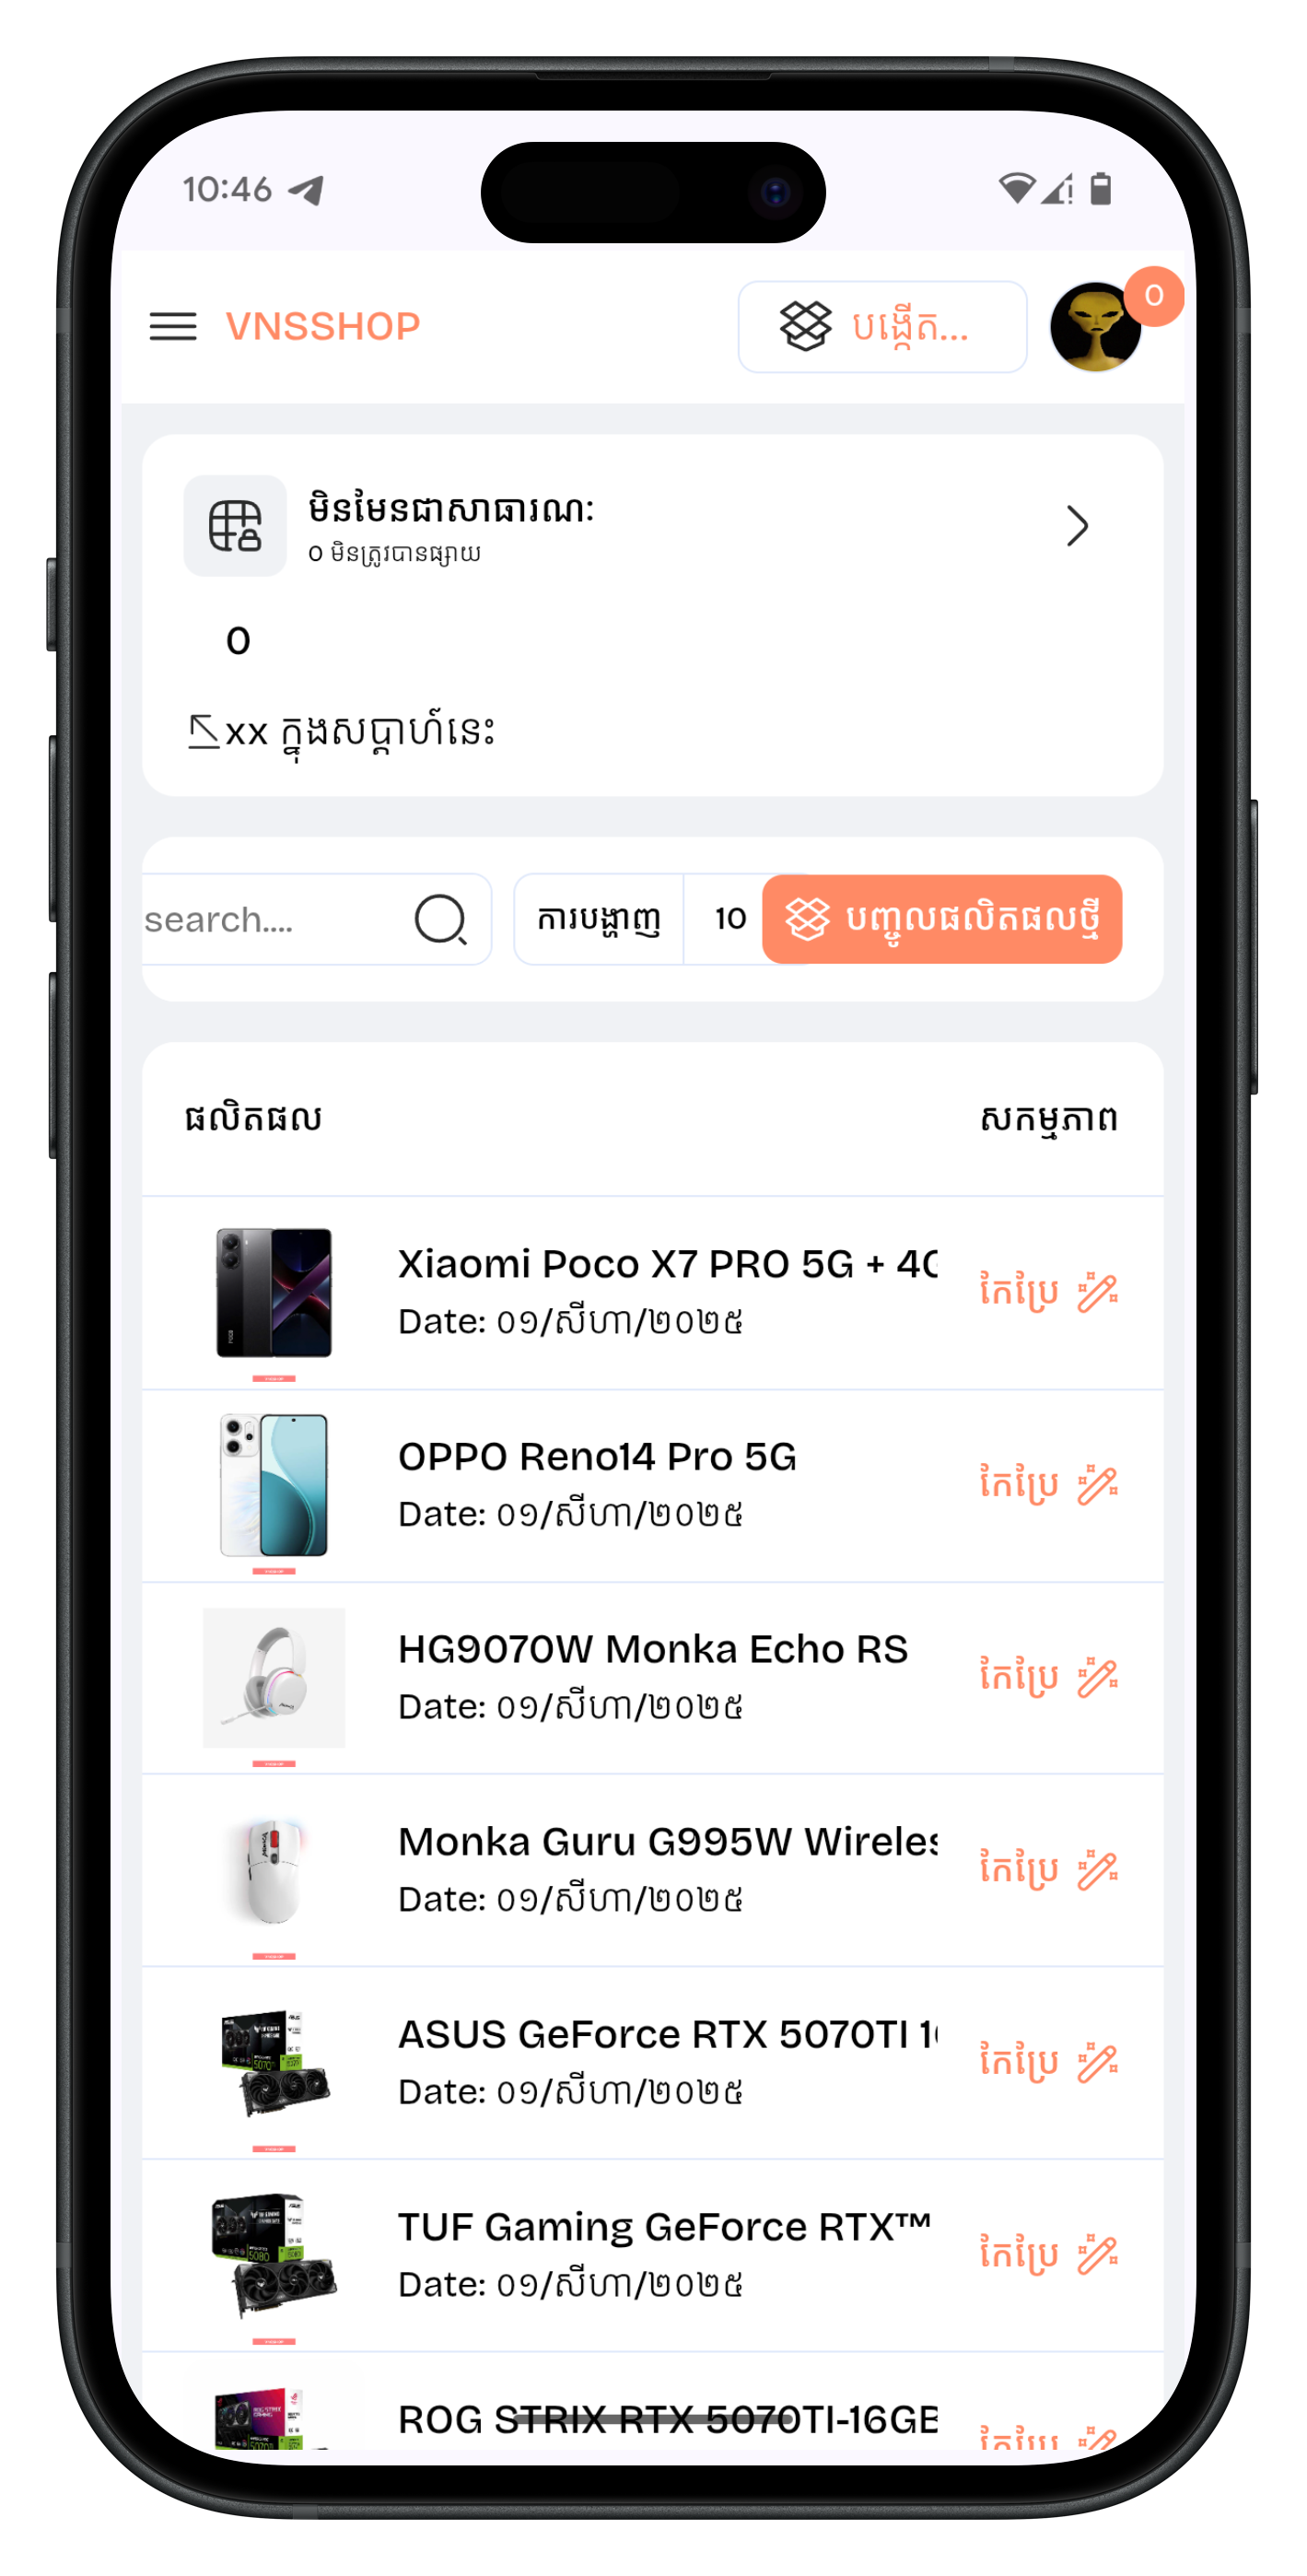 10:46
VNSSHOP
បង្កើត...
0
មិនមែនជាសាធារណៈ
0 មិនត្រូវបានផ្សាយ
0
xx ក្នុងសប្តាហ៍នេះ
search....
ការបង្ហាញ
10
បញ្ចូលផលិតផលថ្មី
ផលិតផល
សកម្មភាព
Xiaomi Poco X7 PRO 5G + 4G
Date: ០១/សីហា/២០២៥
កែប្រែ
OPPO Reno14 Pro 5G
Date: ០១/សីហា/២០២៥
កែប្រែ
HG9070W Monka Echo RS
Date: ០១/សីហា/២០២៥
កែប្រែ
Monka Guru G995W Wireles
Date: ០១/សីហា/២០២៥
កែប្រែ
ASUS GeForce RTX 5070TI 1
Date: ០១/សីហា/២០២៥
កែប្រែ
TUF Gaming GeForce RTX™
Date: ០១/សីហា/២០២៥
កែប្រែ
ROG STRIX RTX 5070TI-16GB
កែប្រែ